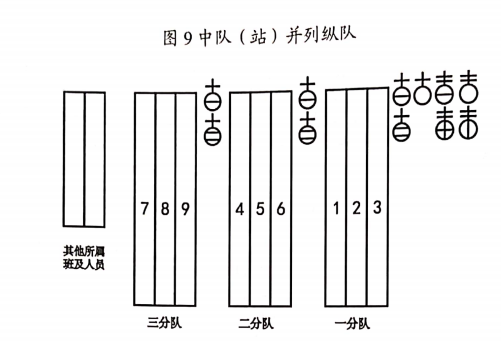 图9中队（站）并列纵队
7 8 9
4 5 6
1 2 3
其他所属
班及人员
三分队
二分队
一分队